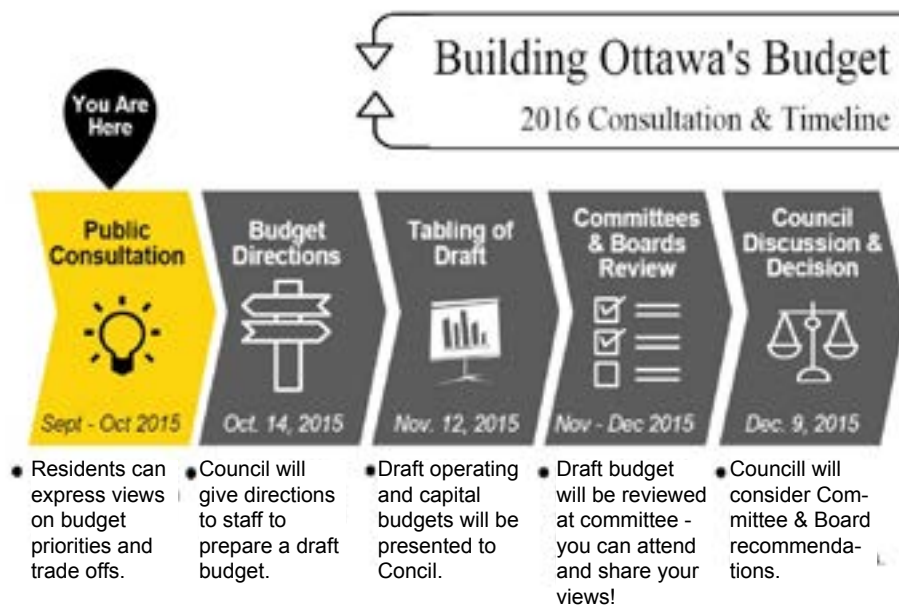 Building Ottawa's Budget
2016 Consultation & Timeline
You Are
Here
Public
Consultation
Sept - Oct 2015
Budget
Directions
Oct. 14, 2015
Tabling of
Draft
Nov. 12, 2015
Committees
& Boards
Review
Nov - Dec 2015
Council
Discussion &
Decision
Dec. 9, 2015
• Residents can
express views
on budget
priorities and
trade offs.
• Council will
give directions
to staff to
prepare a draft
budget.
• Draft operating
and capital
budgets will be
presented to
Concil.
• Draft budget
will be reviewed
at committee -
you can attend
and share your
views!
• Councill will
consider Com-
mittee & Board
recommenda-
tions.